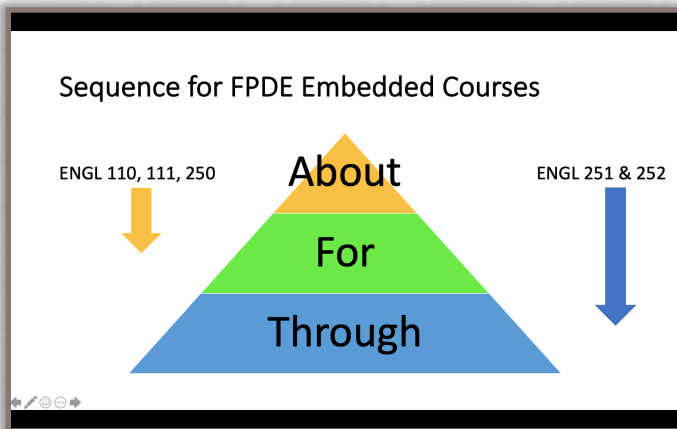 Sequence for FPDE Embedded Courses
ENGL 110, 111, 250
About
ENGL 251 & 252
For
Through